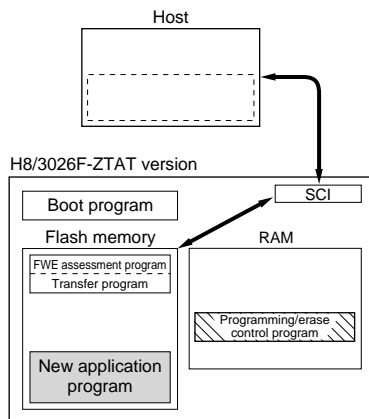 Host
H8/3026F-ZTAT version
SCI
Boot program
Flash memory
RAM
FWE assessment program
Transfer program
Programming/erase
control program
New application
program